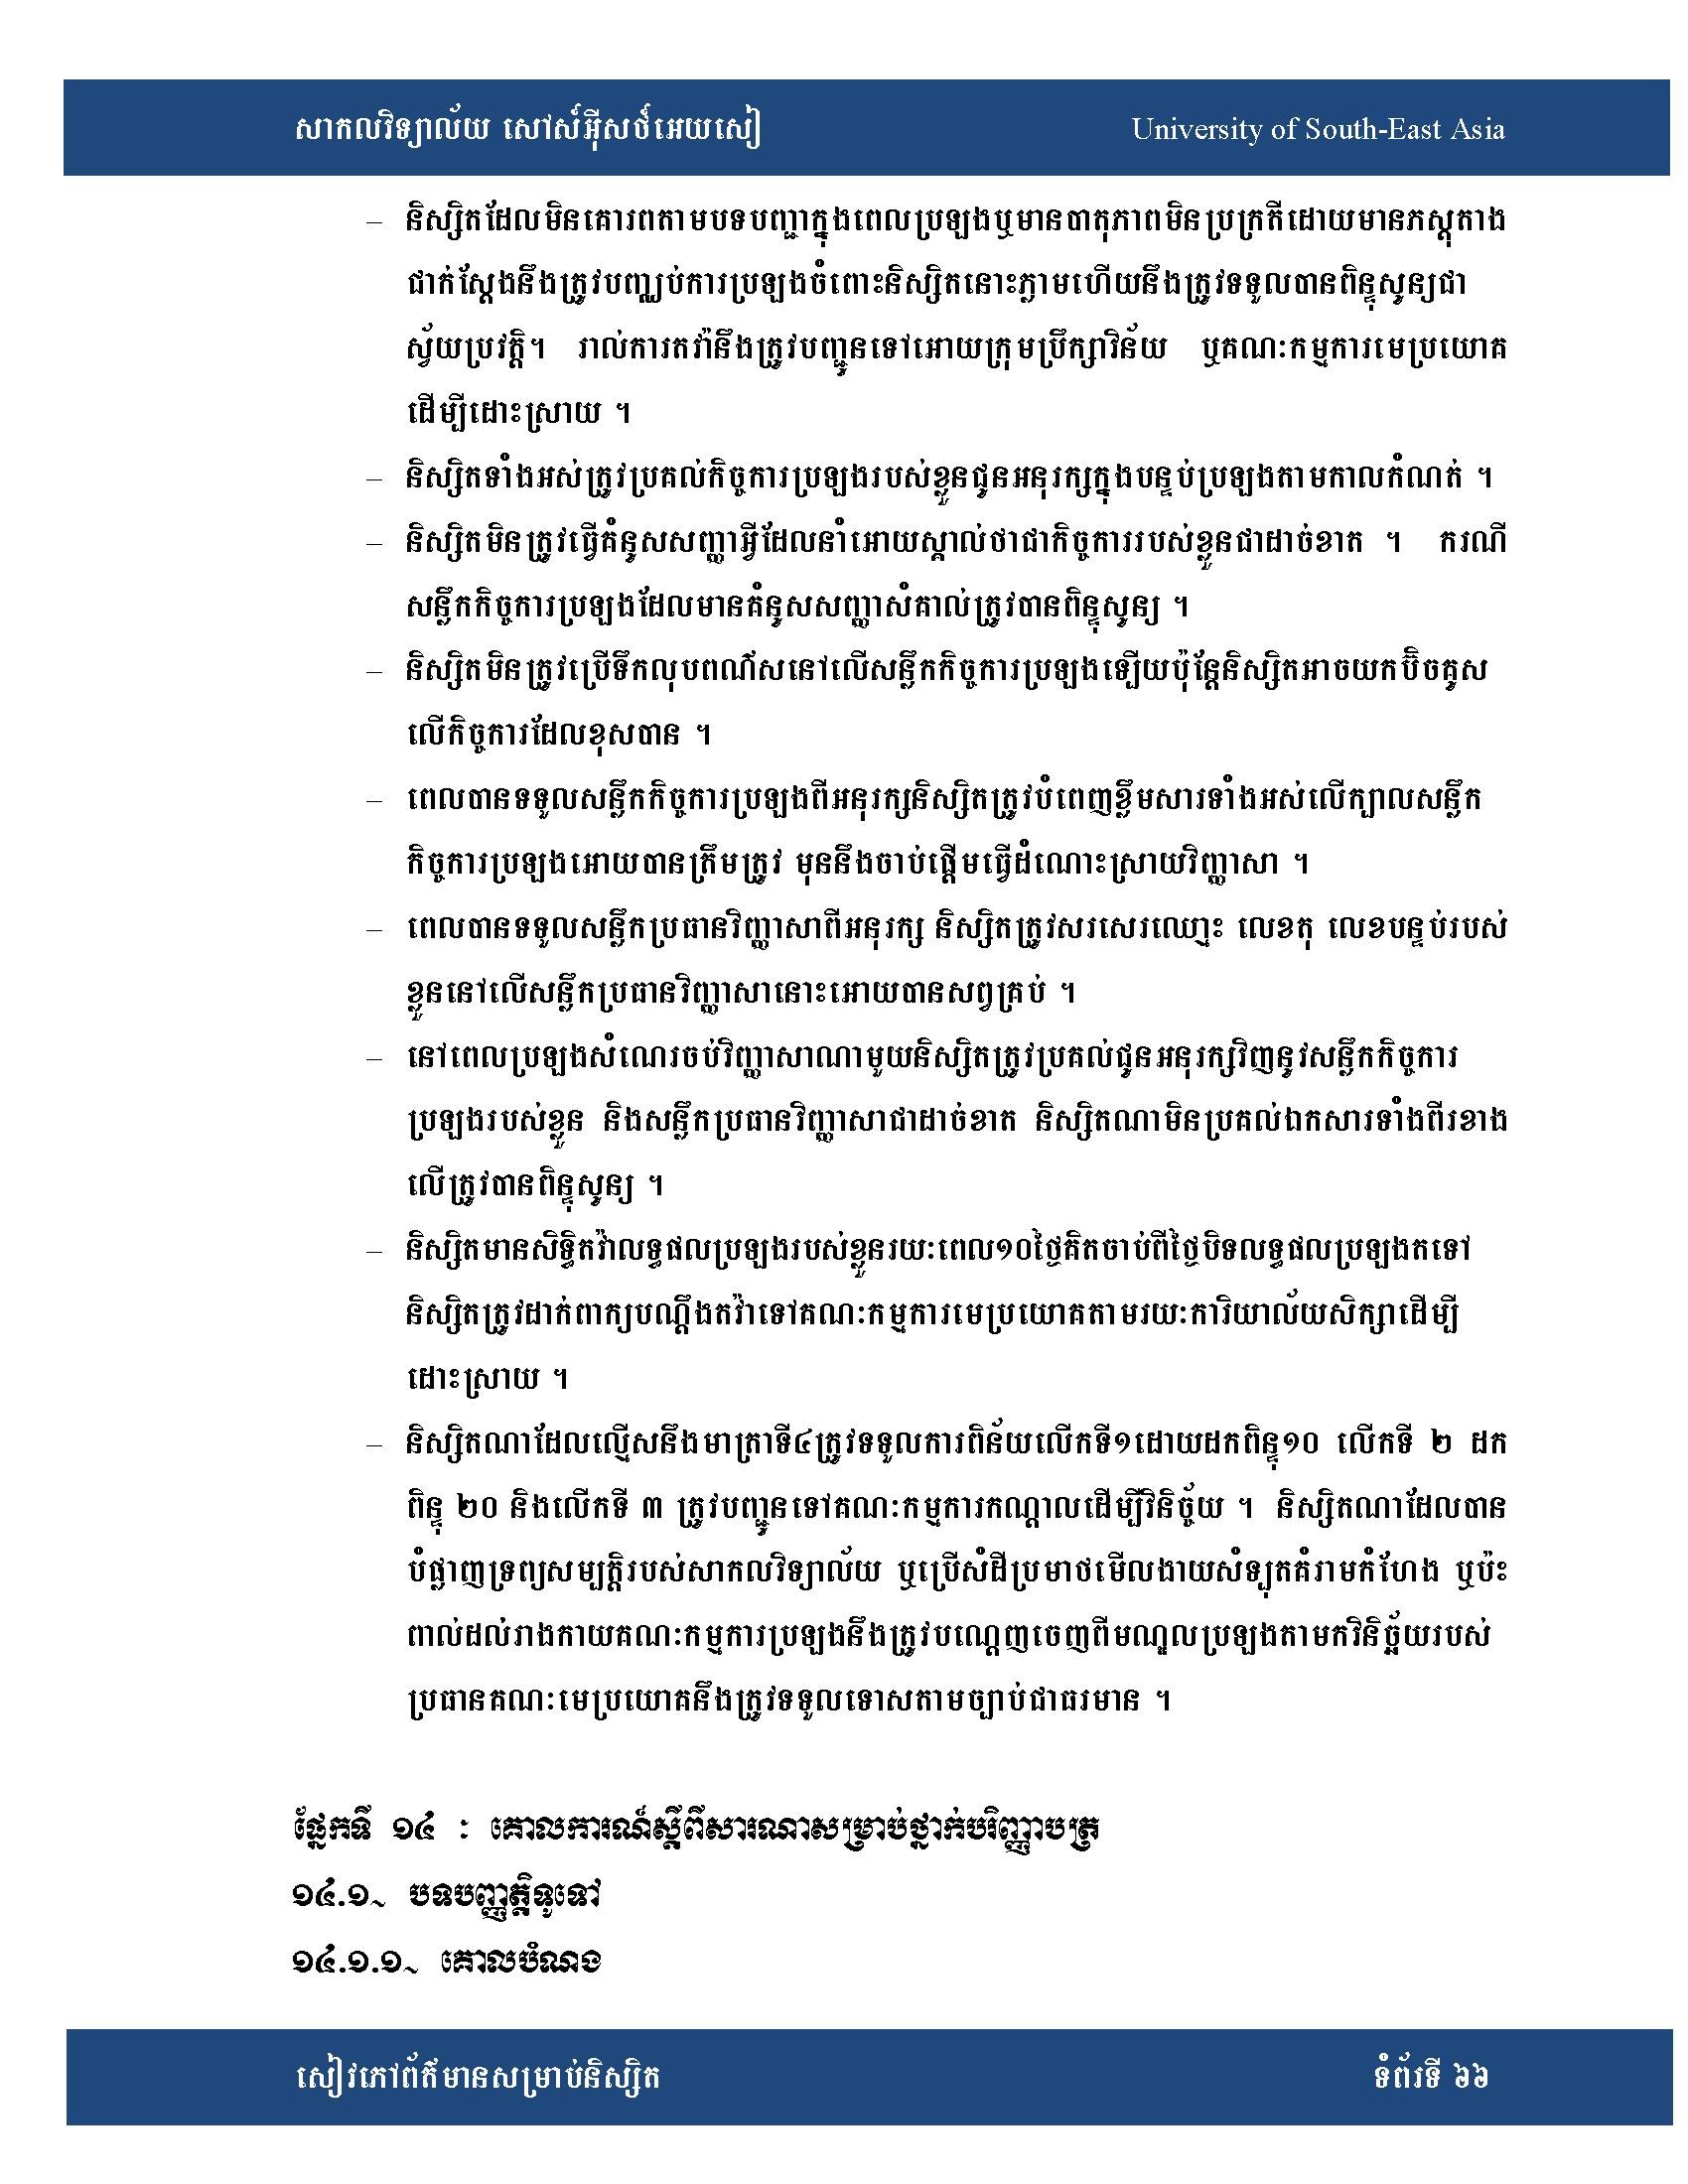 សាកលវិទ្យាល័យ សៅស៍អ៊ីសថ៍អេយសៀ University of South-East Asia
– និស្សិតដែលមិនគោរពតាមបទបញ្ជាក្នុងពេលប្រឡងឬមានធាតុភាពមិនប្រក្រតីដោយមានភស្តុតាង
ជាក់ស្តែងនឹងត្រូវបញ្ឈប់ការប្រឡងចំពោះនិស្សិតនោះភ្លាមហើយនឹងត្រូវទទួលបានពិន្ទុសូន្យជា
ស្វ័យប្រវត្តិ។ រាល់ការតវ៉ានឹងត្រូវបញ្ជូនទៅអោយក្រុមប្រឹក្សាវិន័យ ឬគណៈកម្មការមេប្រយោគ
ដើម្បីដោះស្រាយ ។
– និស្សិតទាំងអស់ត្រូវប្រគល់កិច្ចការប្រឡងរបស់ខ្លួនជូនអនុរក្សក្នុងបន្ទប់ប្រឡងតាមកាលកំណត់ ។
– និស្សិតមិនត្រូវធ្វើគំនូសសញ្ញាអ្វីដែលនាំអោយស្គាល់ថាជាកិច្ចការរបស់ខ្លួនជាដាច់ខាត ។ ករណី
សន្លឹកកិច្ចការប្រឡងដែលមានគំនូសសញ្ញាសំគាល់ត្រូវបានពិន្ទុសូន្យ ។
– និស្សិតមិនត្រូវប្រើទឹកលុបពណ៌សនៅលើសន្លឹកកិច្ចការប្រឡងឡើយប៉ុន្តែនិស្សិតអាចយកប៊ិចគូស
លើកិច្ចការដែលខុសបាន ។
– ពេលបានទទួលសន្លឹកកិច្ចការប្រឡងពីអនុរក្សនិស្សិតត្រូវបំពេញខ្លឹមសារទាំងអស់លើក្បាលសន្លឹក
កិច្ចការប្រឡងអោយបានត្រឹមត្រូវ មុននឹងចាប់ផ្តើមធ្វើដំណោះស្រាយវិញ្ញាសា ។
– ពេលបានទទួលសន្លឹកប្រធានវិញ្ញាសាពីអនុរក្ស និស្សិតត្រូវសរសេរឈ្មោះ លេខតុ លេខបន្ទប់របស់
ខ្លួននៅលើសន្លឹកប្រធានវិញ្ញាសានោះអោយបានសព្វគ្រប់ ។
– នៅពេលប្រឡងសំណេរចប់វិញ្ញាសាណាមួយនិស្សិតត្រូវប្រគល់ជូនអនុរក្សវិញនូវសន្លឹកកិច្ចការ
ប្រឡងរបស់ខ្លួន និងសន្លឹកប្រធានវិញ្ញាសាជាដាច់ខាត និស្សិតណាមិនប្រគល់ឯកសារទាំងពីរខាង
លើត្រូវបានពិន្ទុសូន្យ ។
– និស្សិតមានសិទ្ធិតវ៉ាលទ្ធផលប្រឡងរបស់ខ្លួនរយៈពេល១០ថ្ងៃគិតចាប់ពីថ្ងៃបិទលទ្ធផលប្រឡងតទៅ
និស្សិតត្រូវដាក់ពាក្យបណ្តឹងតវ៉ាទៅគណៈកម្មការមេប្រយោគតាមរយៈការិយាល័យសិក្សាដើម្បី
ដោះស្រាយ ។
– និស្សិតណាដែលល្មើសនឹងមាត្រាទី៤ត្រូវទទួលការពិន័យលើកទី១ដោយដកពិន្ទុ១០ លើកទី ២ ដក
ពិន្ទុ ២០ និងលើកទី ៣ ត្រូវបញ្ជូនទៅគណៈកម្មការកណ្តាលដើម្បីវិនិច្ច័យ ។ និស្សិតណាដែលបាន
បំផ្លាញទ្រព្យសម្បត្តិរបស់សាកលវិទ្យាល័យ ឬប្រើសំដីប្រមាថមើលងាយសំទ្បុតគំរាមកំហែង ឬប៉ះ
ពាល់ដល់រាងកាយគណៈកម្មការប្រឡងនឹងត្រូវបណ្តេញចេញពីមណ្ឌលប្រឡងតាមកវិនិច្ឆ័យរបស់
ប្រធានគណៈមេប្រយោគនឹងត្រូវទទួលទោសតាមច្បាប់ជាធរមាន ។
ផ្នែកទី ១៤ : គោលការណ៍ស្តីពីសារណាសម្រាប់ថ្នាក់បរិញ្ញាបត្រ
១៤.១~ បទបញ្ញត្តិទូទៅ
១៤.១.១~ គោលបំណង
សៀវភៅព័ត៌មានសម្រាប់និស្សិត ទំព័រទី ៦៦